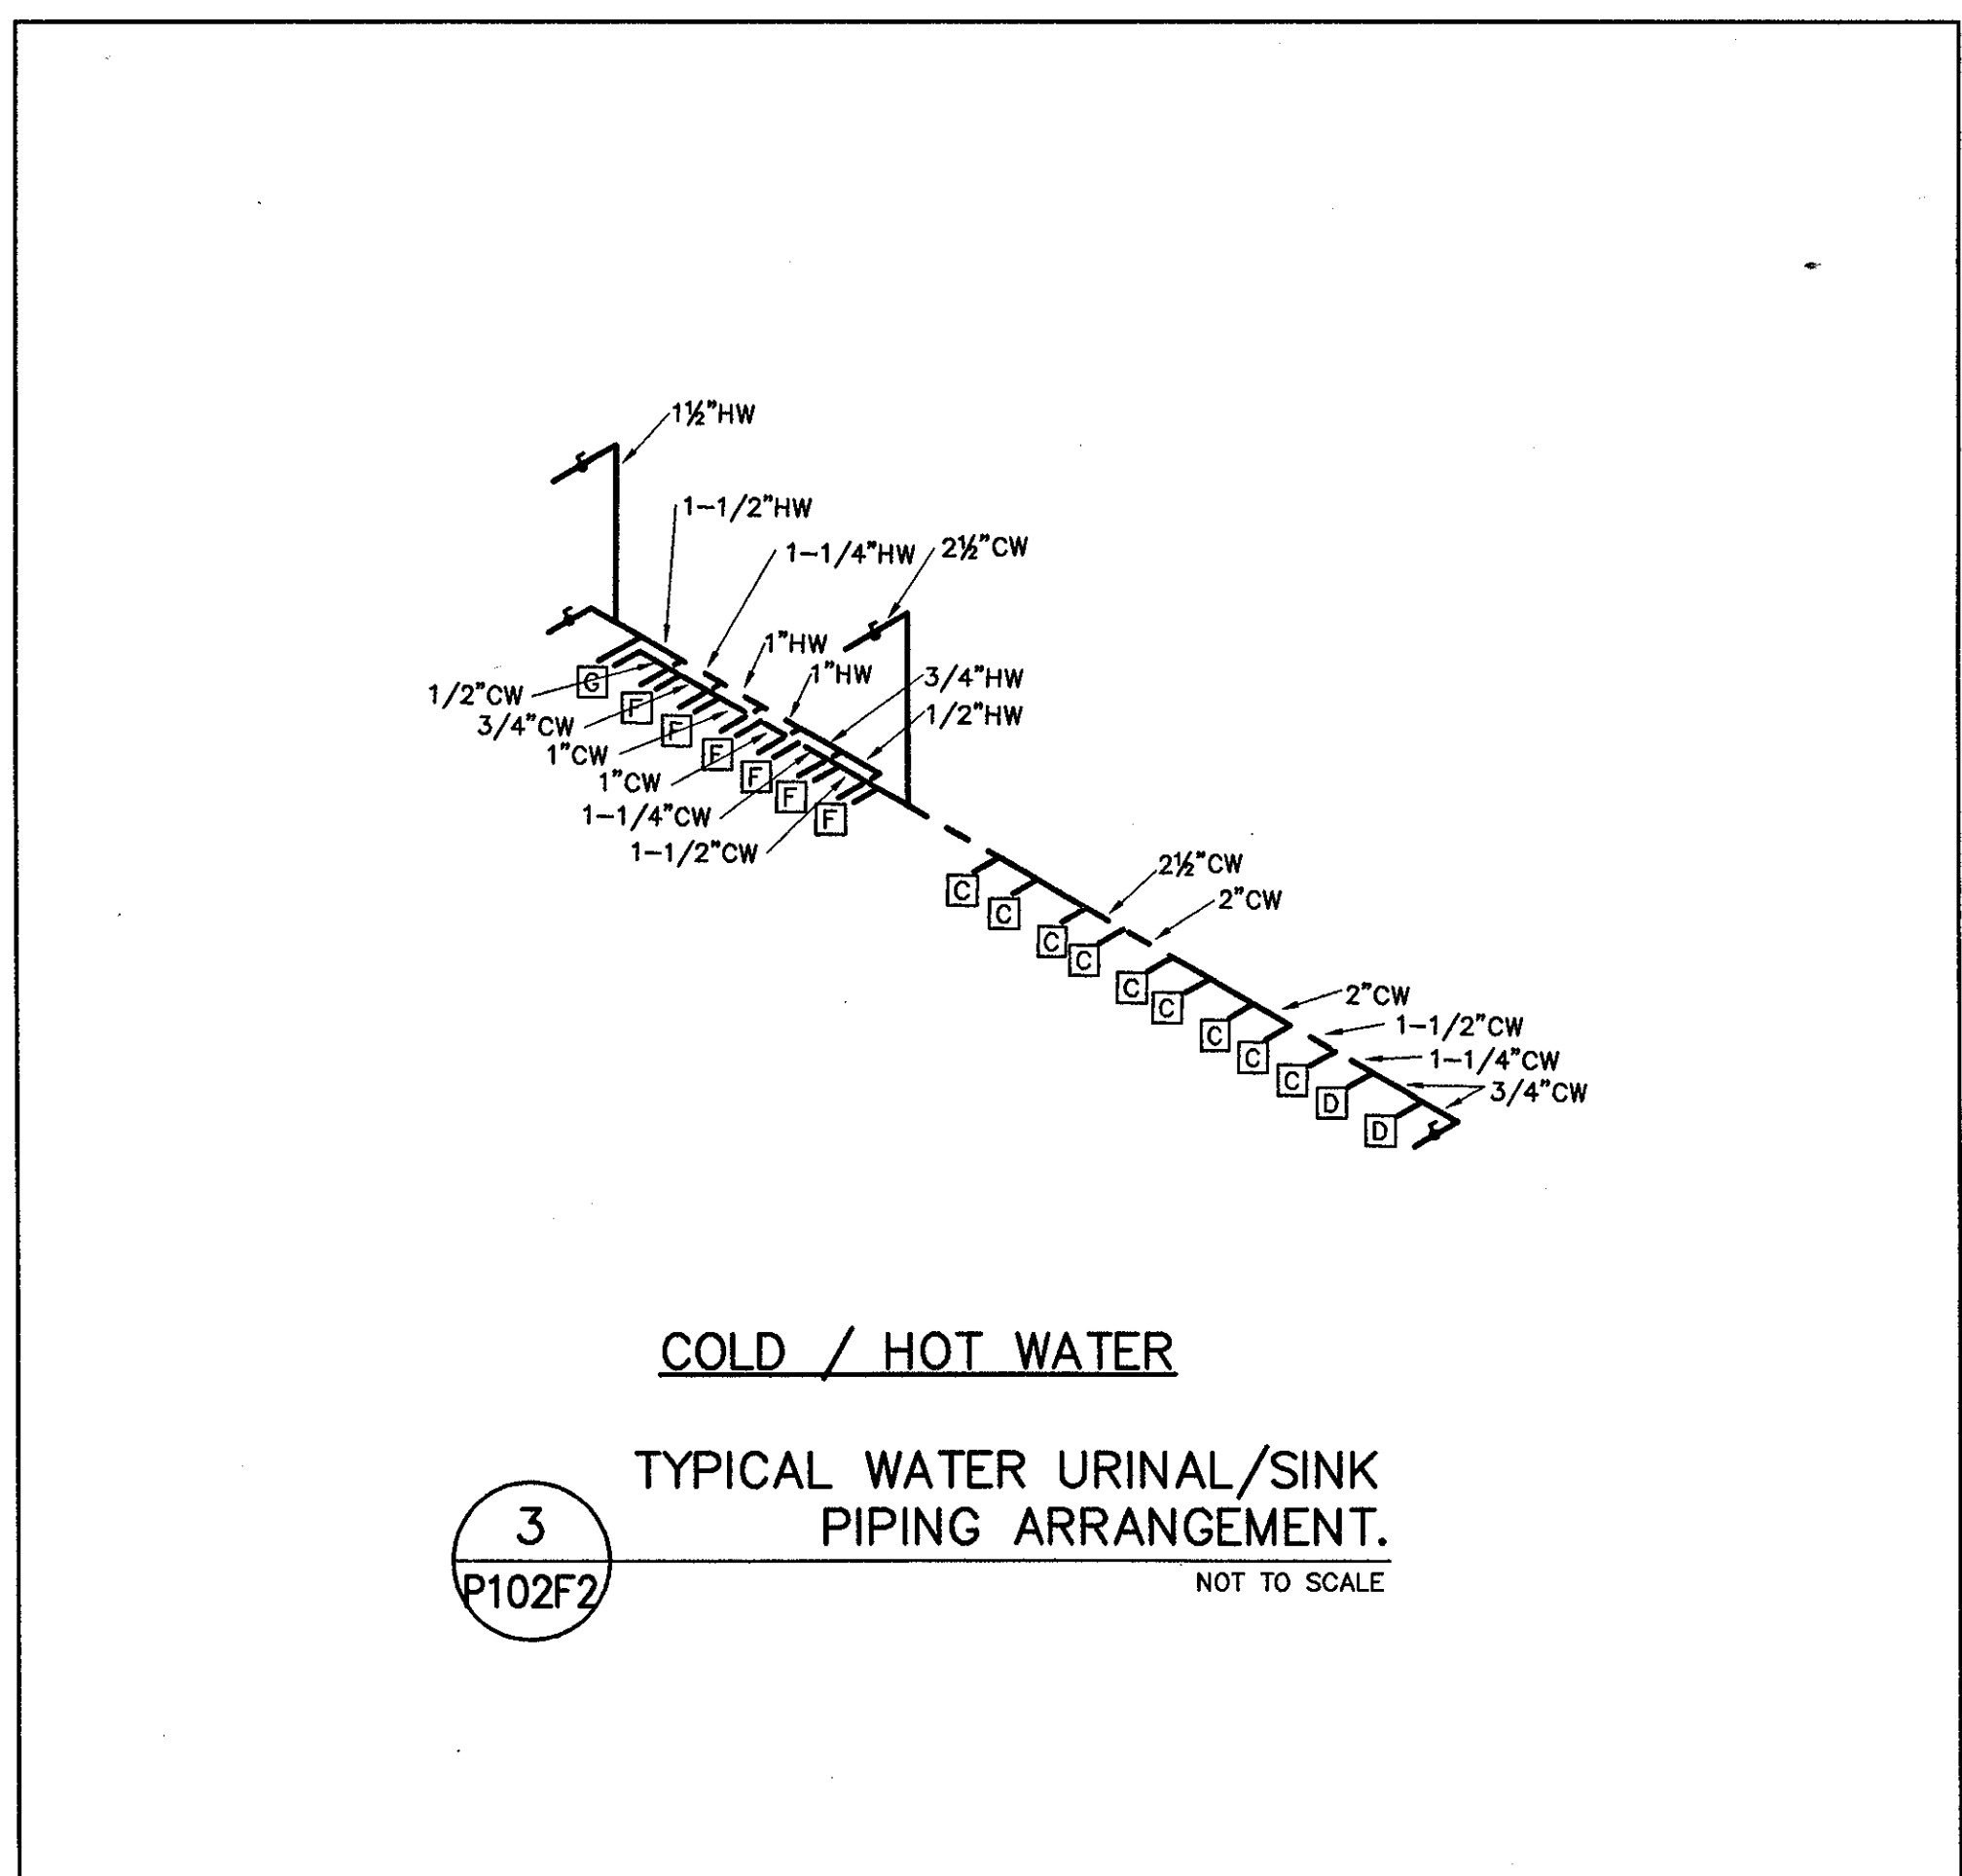 1½"HW
1-1/2"HW
1-1/4"HW
2½"CW
1"HW
1"HW
3/4"HW
1/2"HW
1/2"CW
G
3/4"CW
F
1"CW
F
1"CW
F
1-1/4"CW
F
F
1-1/2"CW
F
2½"CW
2"CW
C
C
C
C
C
C
C
C
C
2"CW
1-1/2"CW
1-1/4"CW
3/4"CW
D
D
COLD / HOT WATER
TYPICAL WATER URINAL/SINK
PIPING ARRANGEMENT.
3
P102F2
NOT TO SCALE